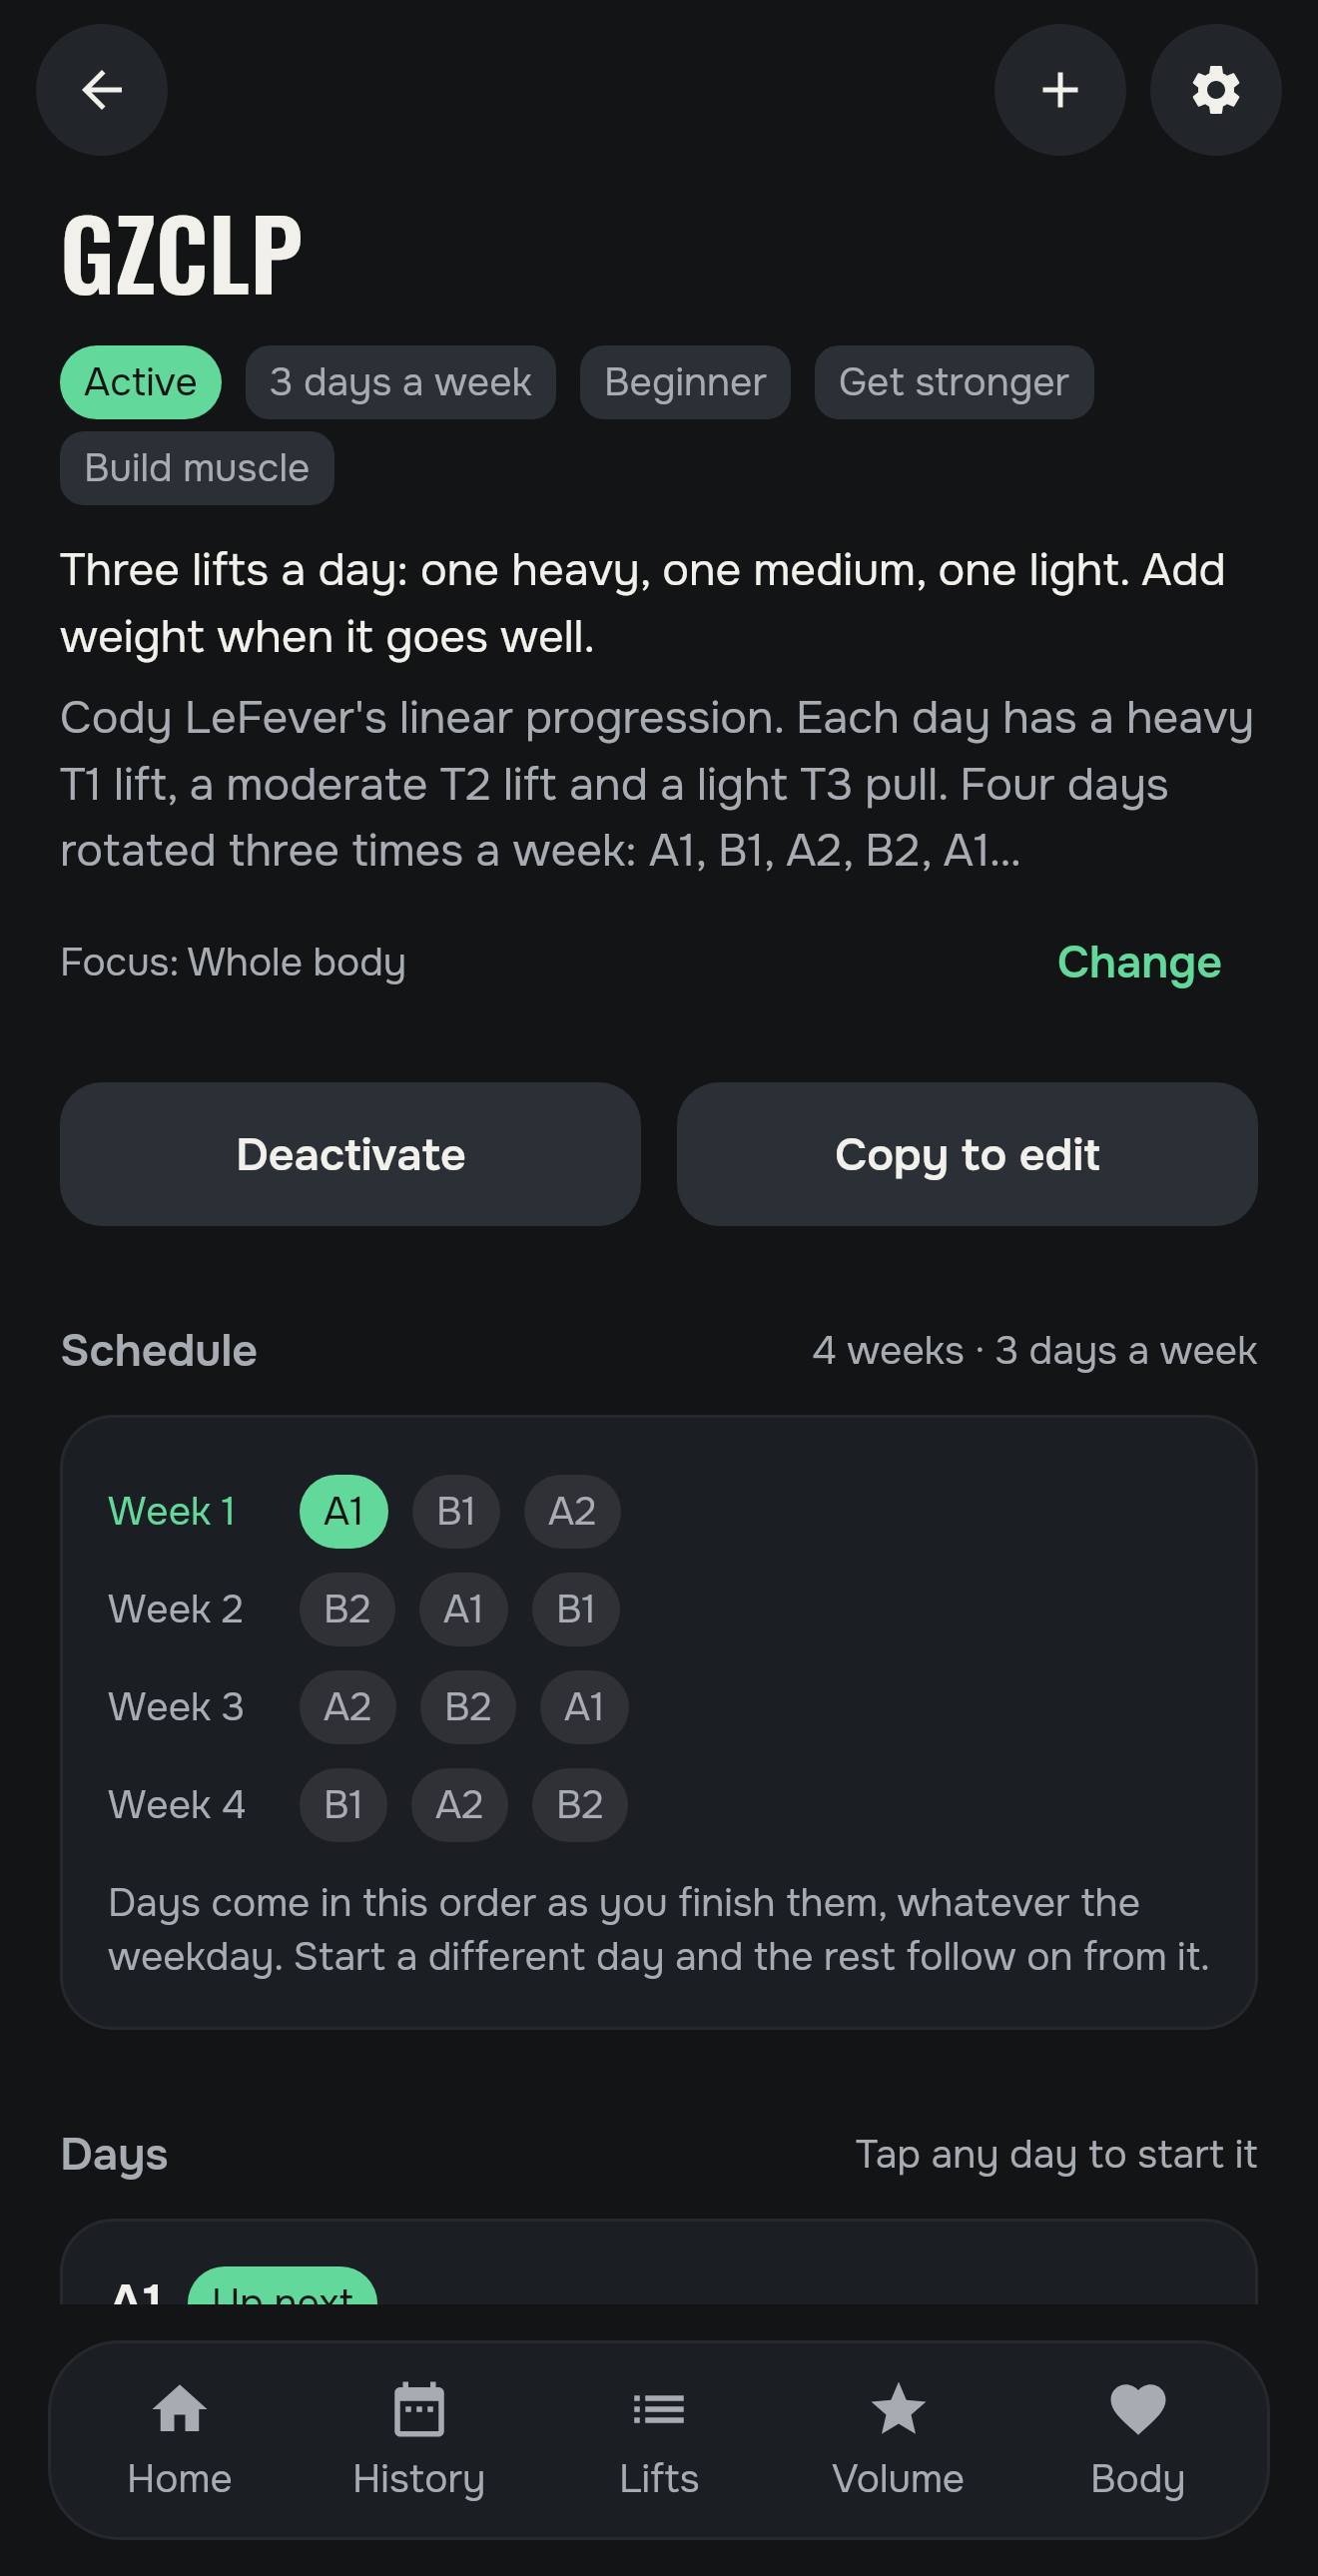 GZCLP
Active 3 days a week Beginner Get stronger
Build muscle
Three lifts a day: one heavy, one medium, one light. Add
weight when it goes well.
Cody LeFever's linear progression. Each day has a heavy
T1 lift, a moderate T2 lift and a light T3 pull. Four days
rotated three times a week: A1, B1, A2, B2, A1...
Focus: Whole body Change
Deactivate Copy to edit
Schedule 4 weeks · 3 days a week
Week 1 A1 B1 A2
Week 2 B2 A1 B1
Week 3 A2 B2 A1
Week 4 B1 A2 B2
Days come in this order as you finish them, whatever the
weekday. Start a different day and the rest follow on from it.
Days Tap any day to start it
A1 Up next
Home History Lifts Volume Body